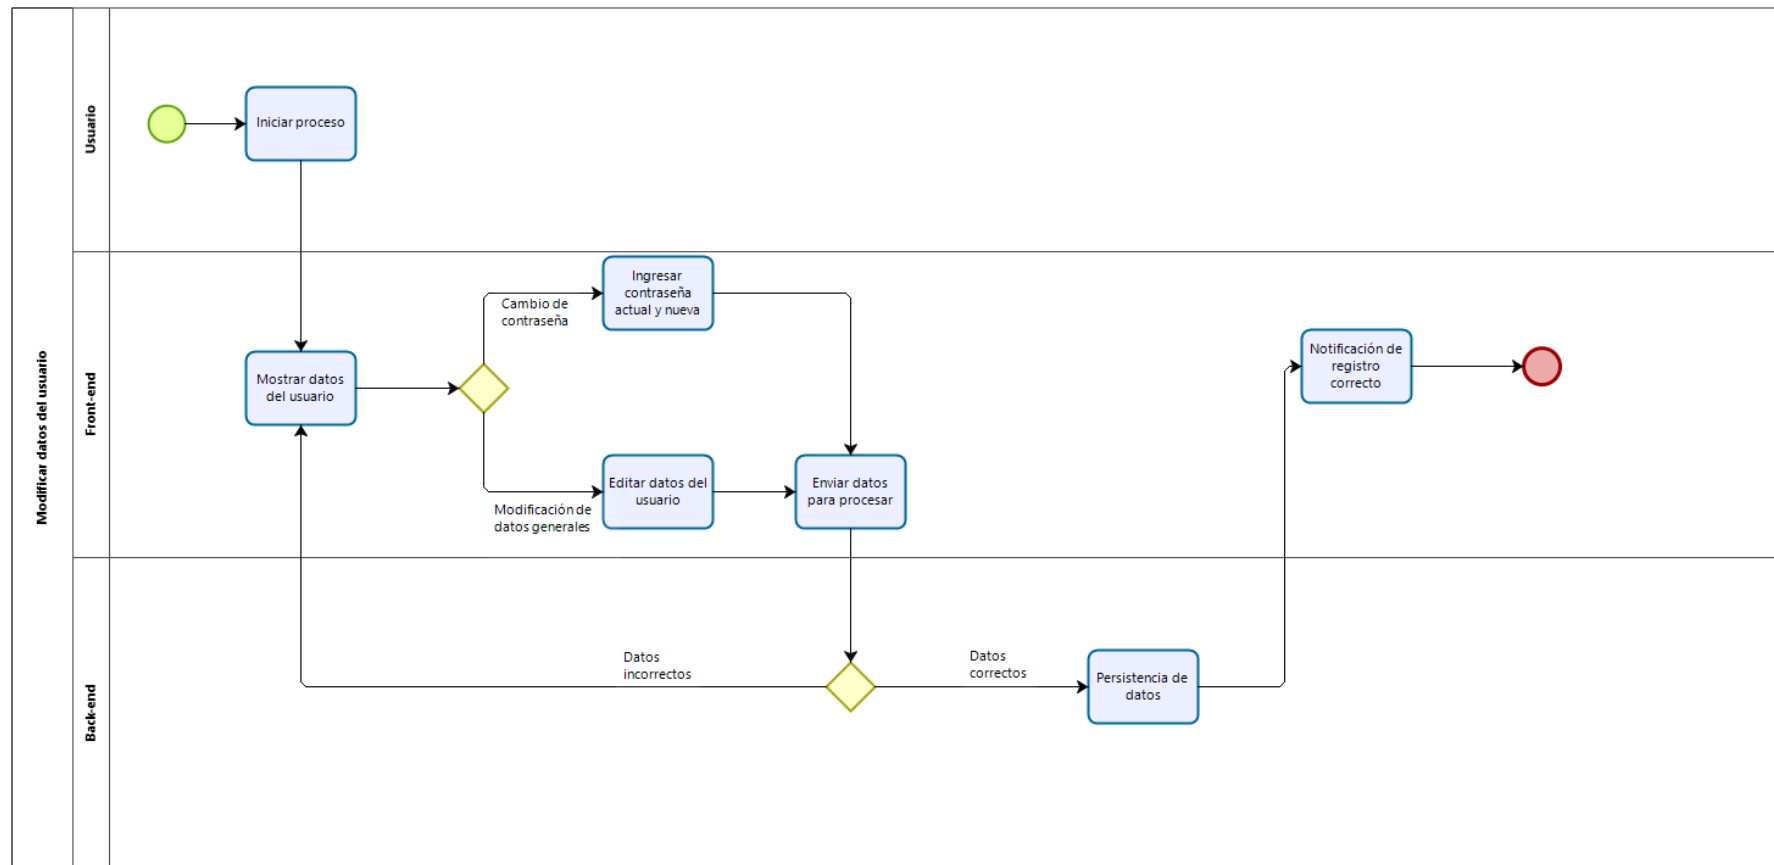 Modificar datos del usuario
Usuario
Iniciar proceso
Front-end
Mostrar datos
del usuario
Cambio de
contraseña
Ingresar
contraseña
actual y nueva
Modificación de
datos generales
Editar datos del
usuario
Enviar datos
para procesar
Notificación de
registro
correcto
Back-end
Datos
incorrectos
Datos
correctos
Persistencia de
datos